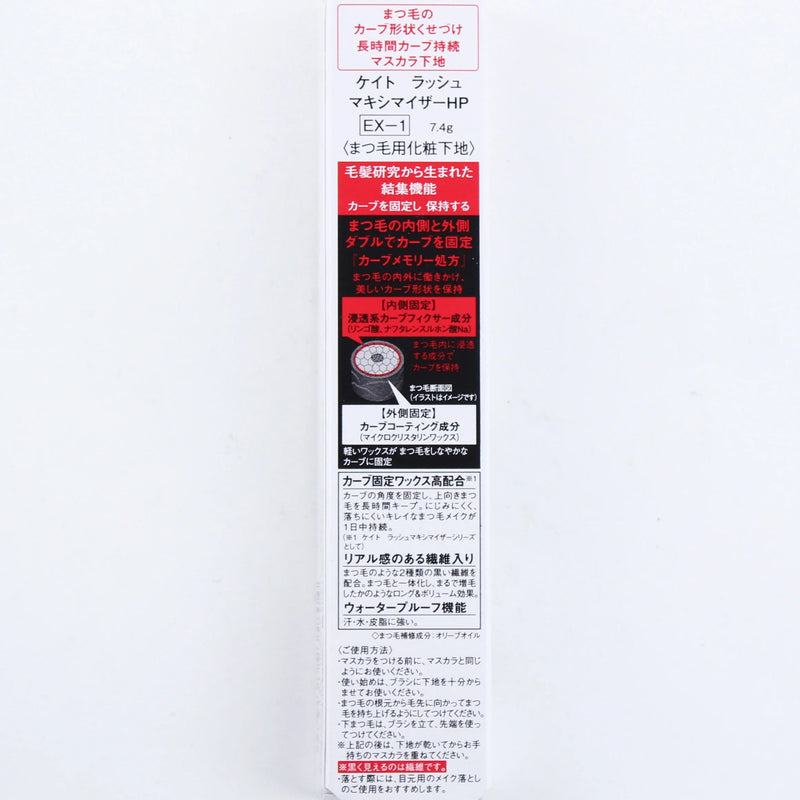 まつ毛の
カーブ形状くせづけ
長時間カーブ持続
マスカラ下地
ケイト ラッシュ
マキシマイザーHP
EX-1 7.4g
〈まつ毛用化粧下地〉
毛髪研究から生まれた
結集機能
カーブを固定し 保持する
まつ毛の内側と外側
ダブルでカーブを固定
『カーブメモリー処方』
まつ毛の内外に働きかけ、
美しいカーブ形状を保持
【内側固定】
浸透系カーブフィクサー成分
(リンゴ酸、ナフタレンスルホン酸Na)
まつ毛内に浸透
する成分で
カーブを保持
まつ毛断面図
(イラストはイメージです)
【外側固定】
カーブコーティング成分
(マイクロクリスタリンワックス)
軽いワックスが まつ毛をしなやかな
カーブに固定
カーブ固定ワックス高配合※1
カーブの角度を固定し、上向きまつ
毛を長時間キープ。にじみにくく、
落ちにくいキレイなまつ毛メイクが
1日中持続。
(※1 ケイト ラッシュマキシマイザーシリーズ
として)
リアル感のある繊維入り
まつ毛のような2種類の黒い繊維を
配合。まつ毛と一体化し、まるで増毛
したかのようなロング&ボリューム効果。
ウォータープルーフ機能
汗・水・皮脂に強い。
◇まつ毛補修成分：オリーブオイル
〈ご使用方法〉
・マスカラをつける前に、マスカラと同じ
ようにお使いください。
・使い始めは、ブラシに下地を十分から
ませてお使いください。
・まつ毛の根元から毛先に向かってまつ
毛を持ち上げるようにしてつけてください。
・下まつ毛は、ブラシを立て、先端を使っ
てつけてください。
※上記の後は、下地が乾いてからお手
持ちのマスカラを重ねてください。
※黒く見えるのは繊維です。
・落とす際には、目元用のメイク落とし
のご使用をおすすめします。